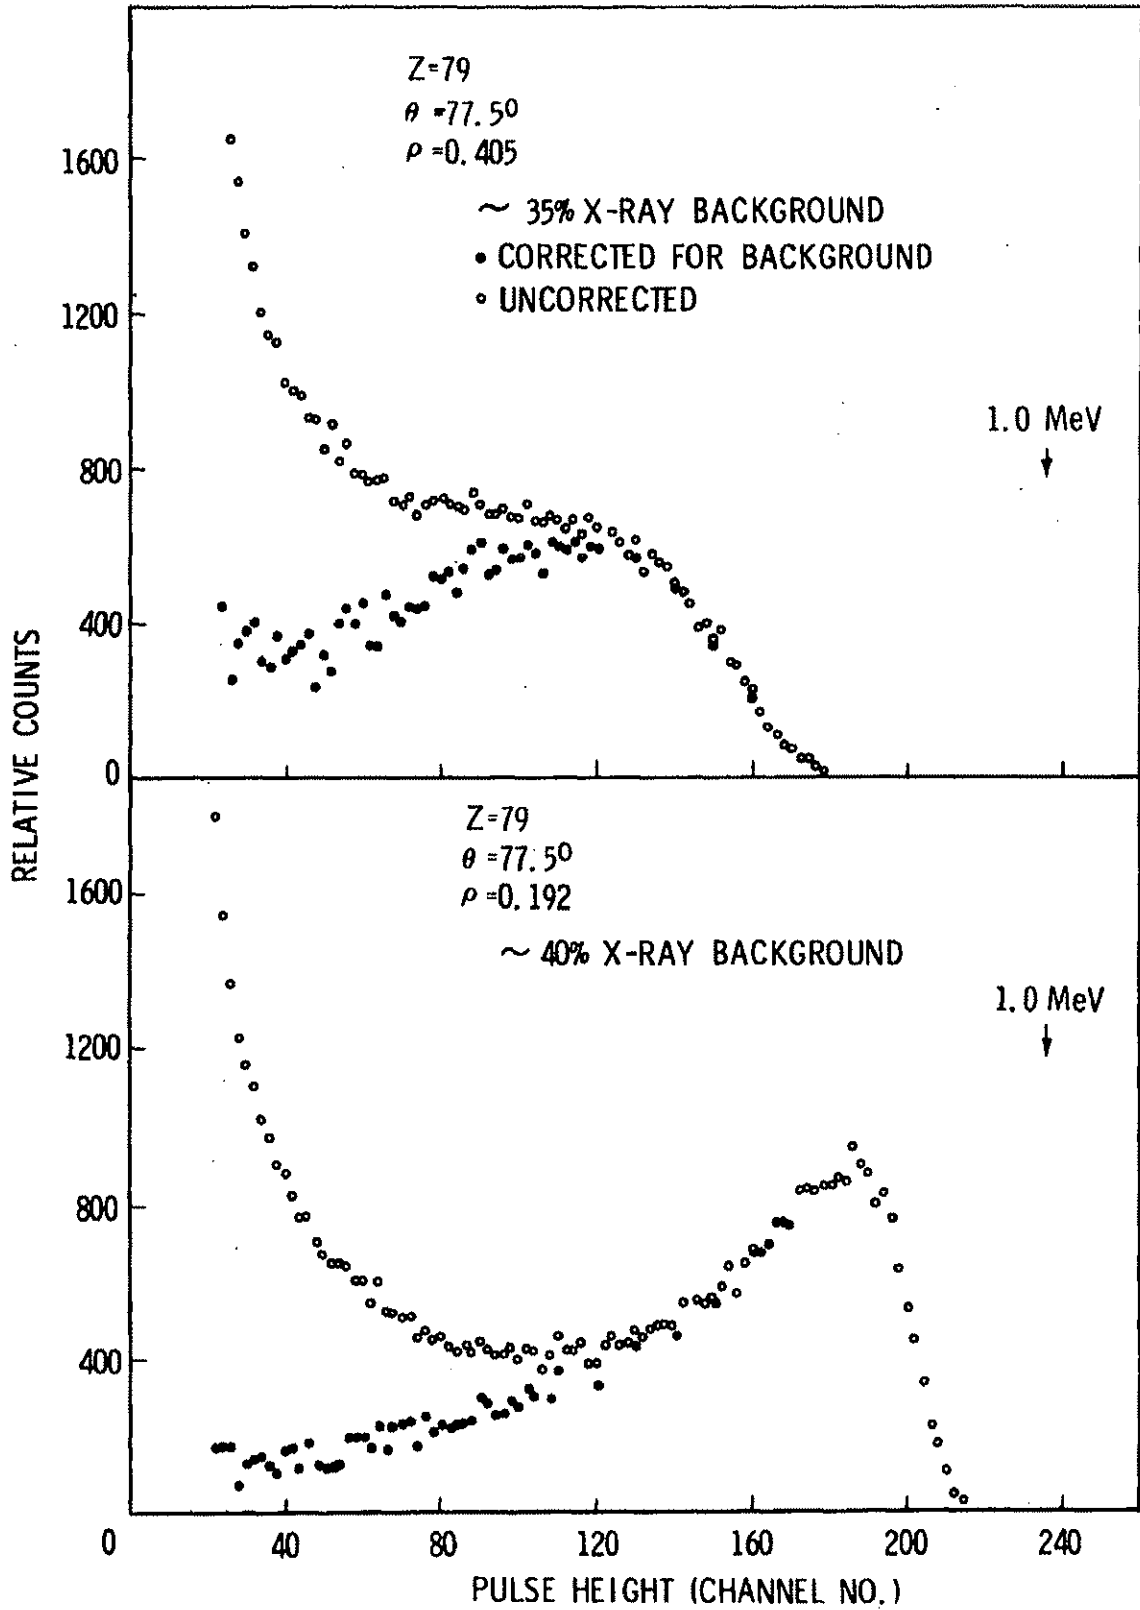 Z=79
θ=77.5⁰
ρ=0.405
~ 35% X-RAY BACKGROUND
• CORRECTED FOR BACKGROUND
○ UNCORRECTED
1.0 MeV
1600
1200
800
400
0
RELATIVE COUNTS
Z=79
θ=77.5⁰
ρ=0.192
~ 40% X-RAY BACKGROUND
1.0 MeV
1600
1200
800
400
0 40 80 120 160 200 240
PULSE HEIGHT (CHANNEL NO.)